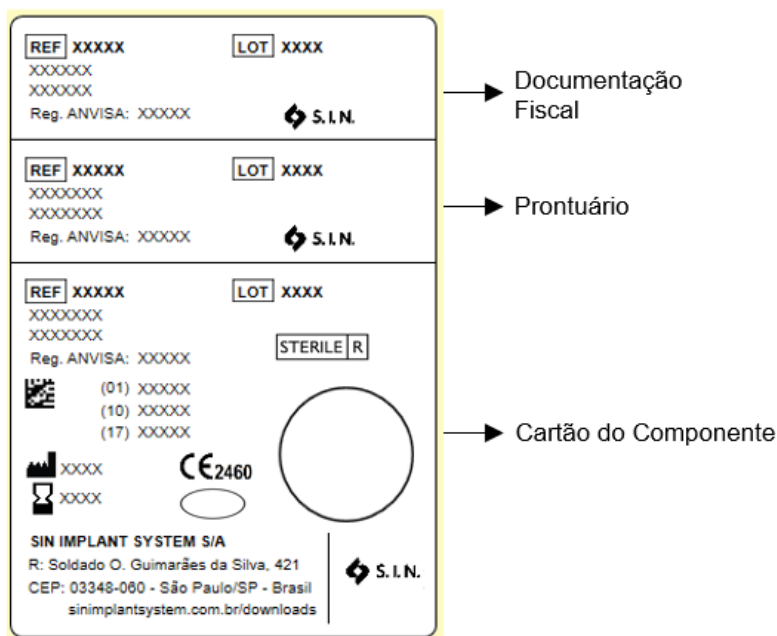 REF XXXXX LOT XXXX
XXXXXX
XXXXXX
Reg. ANVISA: XXXXX S.I.N.
Documentação
Fiscal
REF XXXXX LOT XXXX
XXXXXXX
XXXXXXX
Reg. ANVISA: XXXXX S.I.N.
Prontuário
REF XXXXX LOT XXXX
XXXXXXX
XXXXXXX
Reg. ANVISA: XXXXX
STERILE R
(01) XXXXX
(10) XXXXX
(17) XXXXX
XXXX
CE2460
XXXX
Cartão do Componente
SIN IMPLANT SYSTEM S/A
R: Soldado O. Guimarães da Silva, 421
CEP: 03348-060 - São Paulo/SP - Brasil
sinimplantsystem.com.br/downloads
S.I.N.